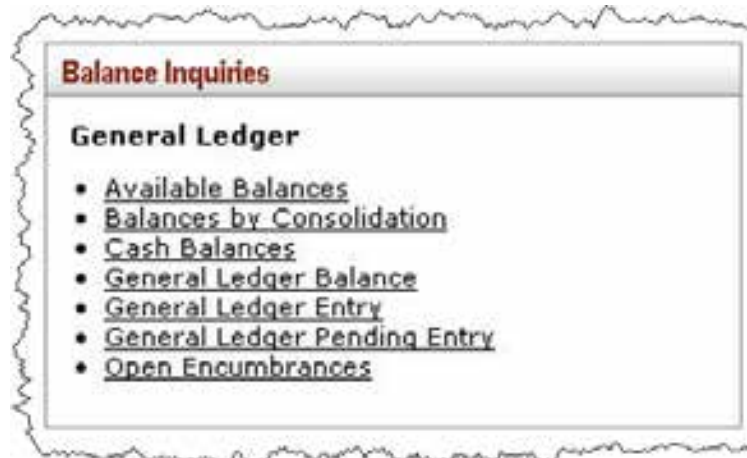 Balance Inquiries
General Ledger
• Available Balances
• Balances by Consolidation
• Cash Balances
• General Ledger Balance
• General Ledger Entry
• General Ledger Pending Entry
• Open Encumbrances